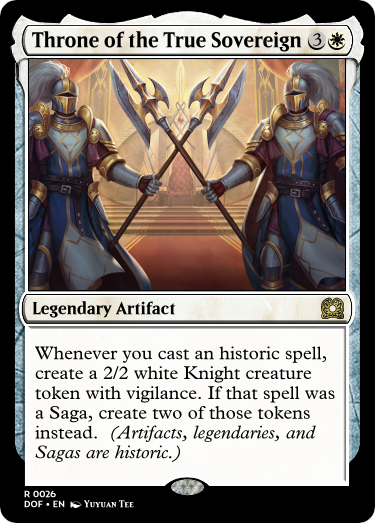 Throne of the True Sovereign 3
Legendary Artifact
Whenever you cast an historic spell,
create a 2/2 white Knight creature
token with vigilance. If that spell was
a Saga, create two of those tokens
instead. (Artifacts, legendaries, and
Sagas are historic.)
R 0026
DOF • EN Yuyuan Tee